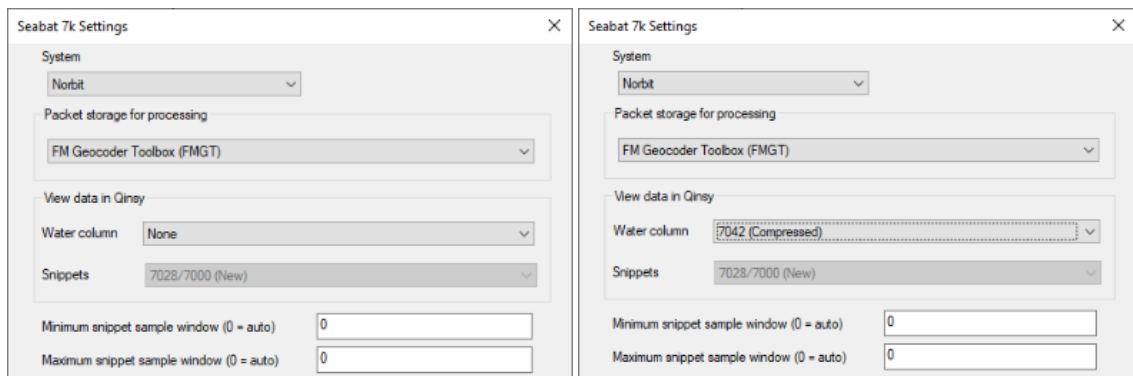 Seabat 7k Settings
System
Norbit
Packet storage for processing
FM Geocoder Toolbox (FMGT)
View data in Qinsy
Water column None
Snippets 7028/7000 (New)
Minimum snippet sample window (0 = auto) 0
Maximum snippet sample window (0 = auto) 0
Seabat 7k Settings
System
Norbit
Packet storage for processing
FM Geocoder Toolbox (FMGT)
View data in Qinsy
Water column 7042 (Compressed)
Snippets 7028/7000 (New)
Minimum snippet sample window (0 = auto) 0
Maximum snippet sample window (0 = auto) 0